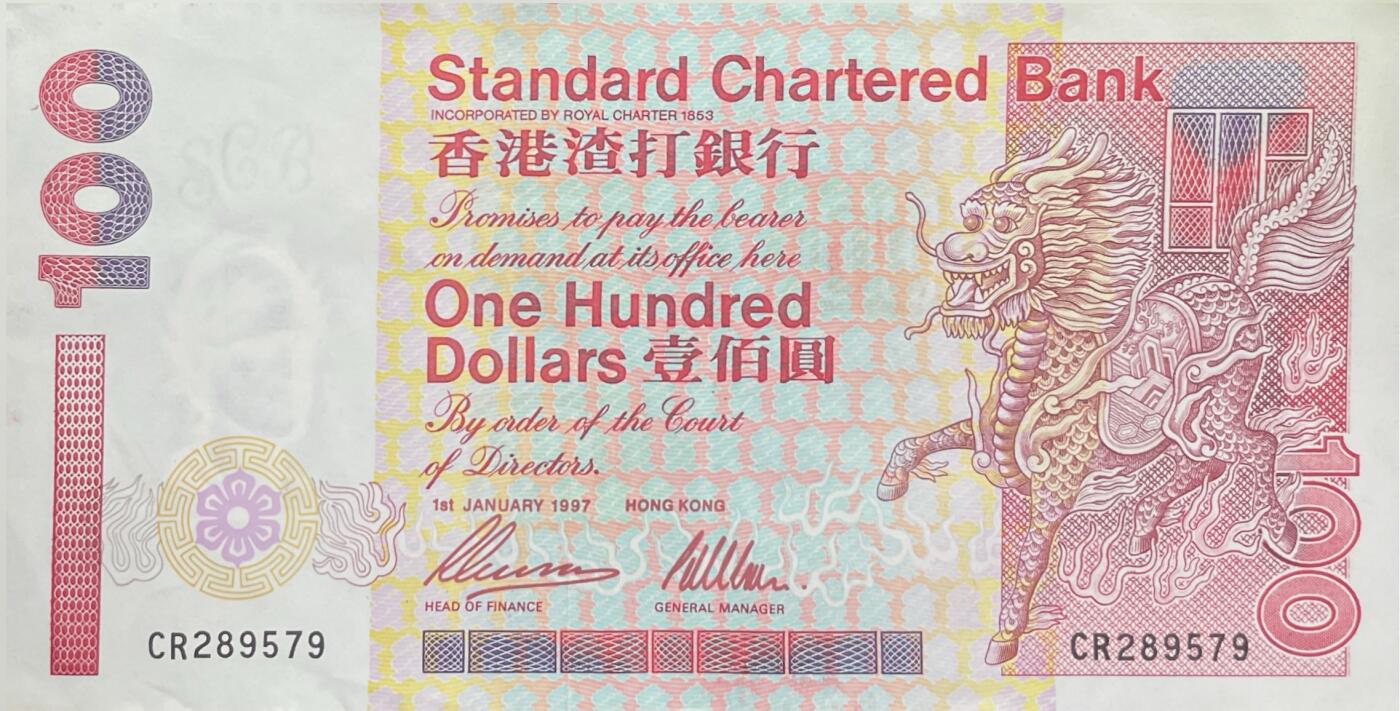 100
Standard Chartered Bank
INCORPORATED BY ROYAL CHARTER 1853
香港渣打銀行
Promises to pay the bearer
on demand at its office here
One Hundred
Dollars 壹佰圓
By order of the Court
of Directors.
1st JANUARY 1997 HONG KONG
HEAD OF FINANCE GENERAL MANAGER
CR289579
CR289579
100